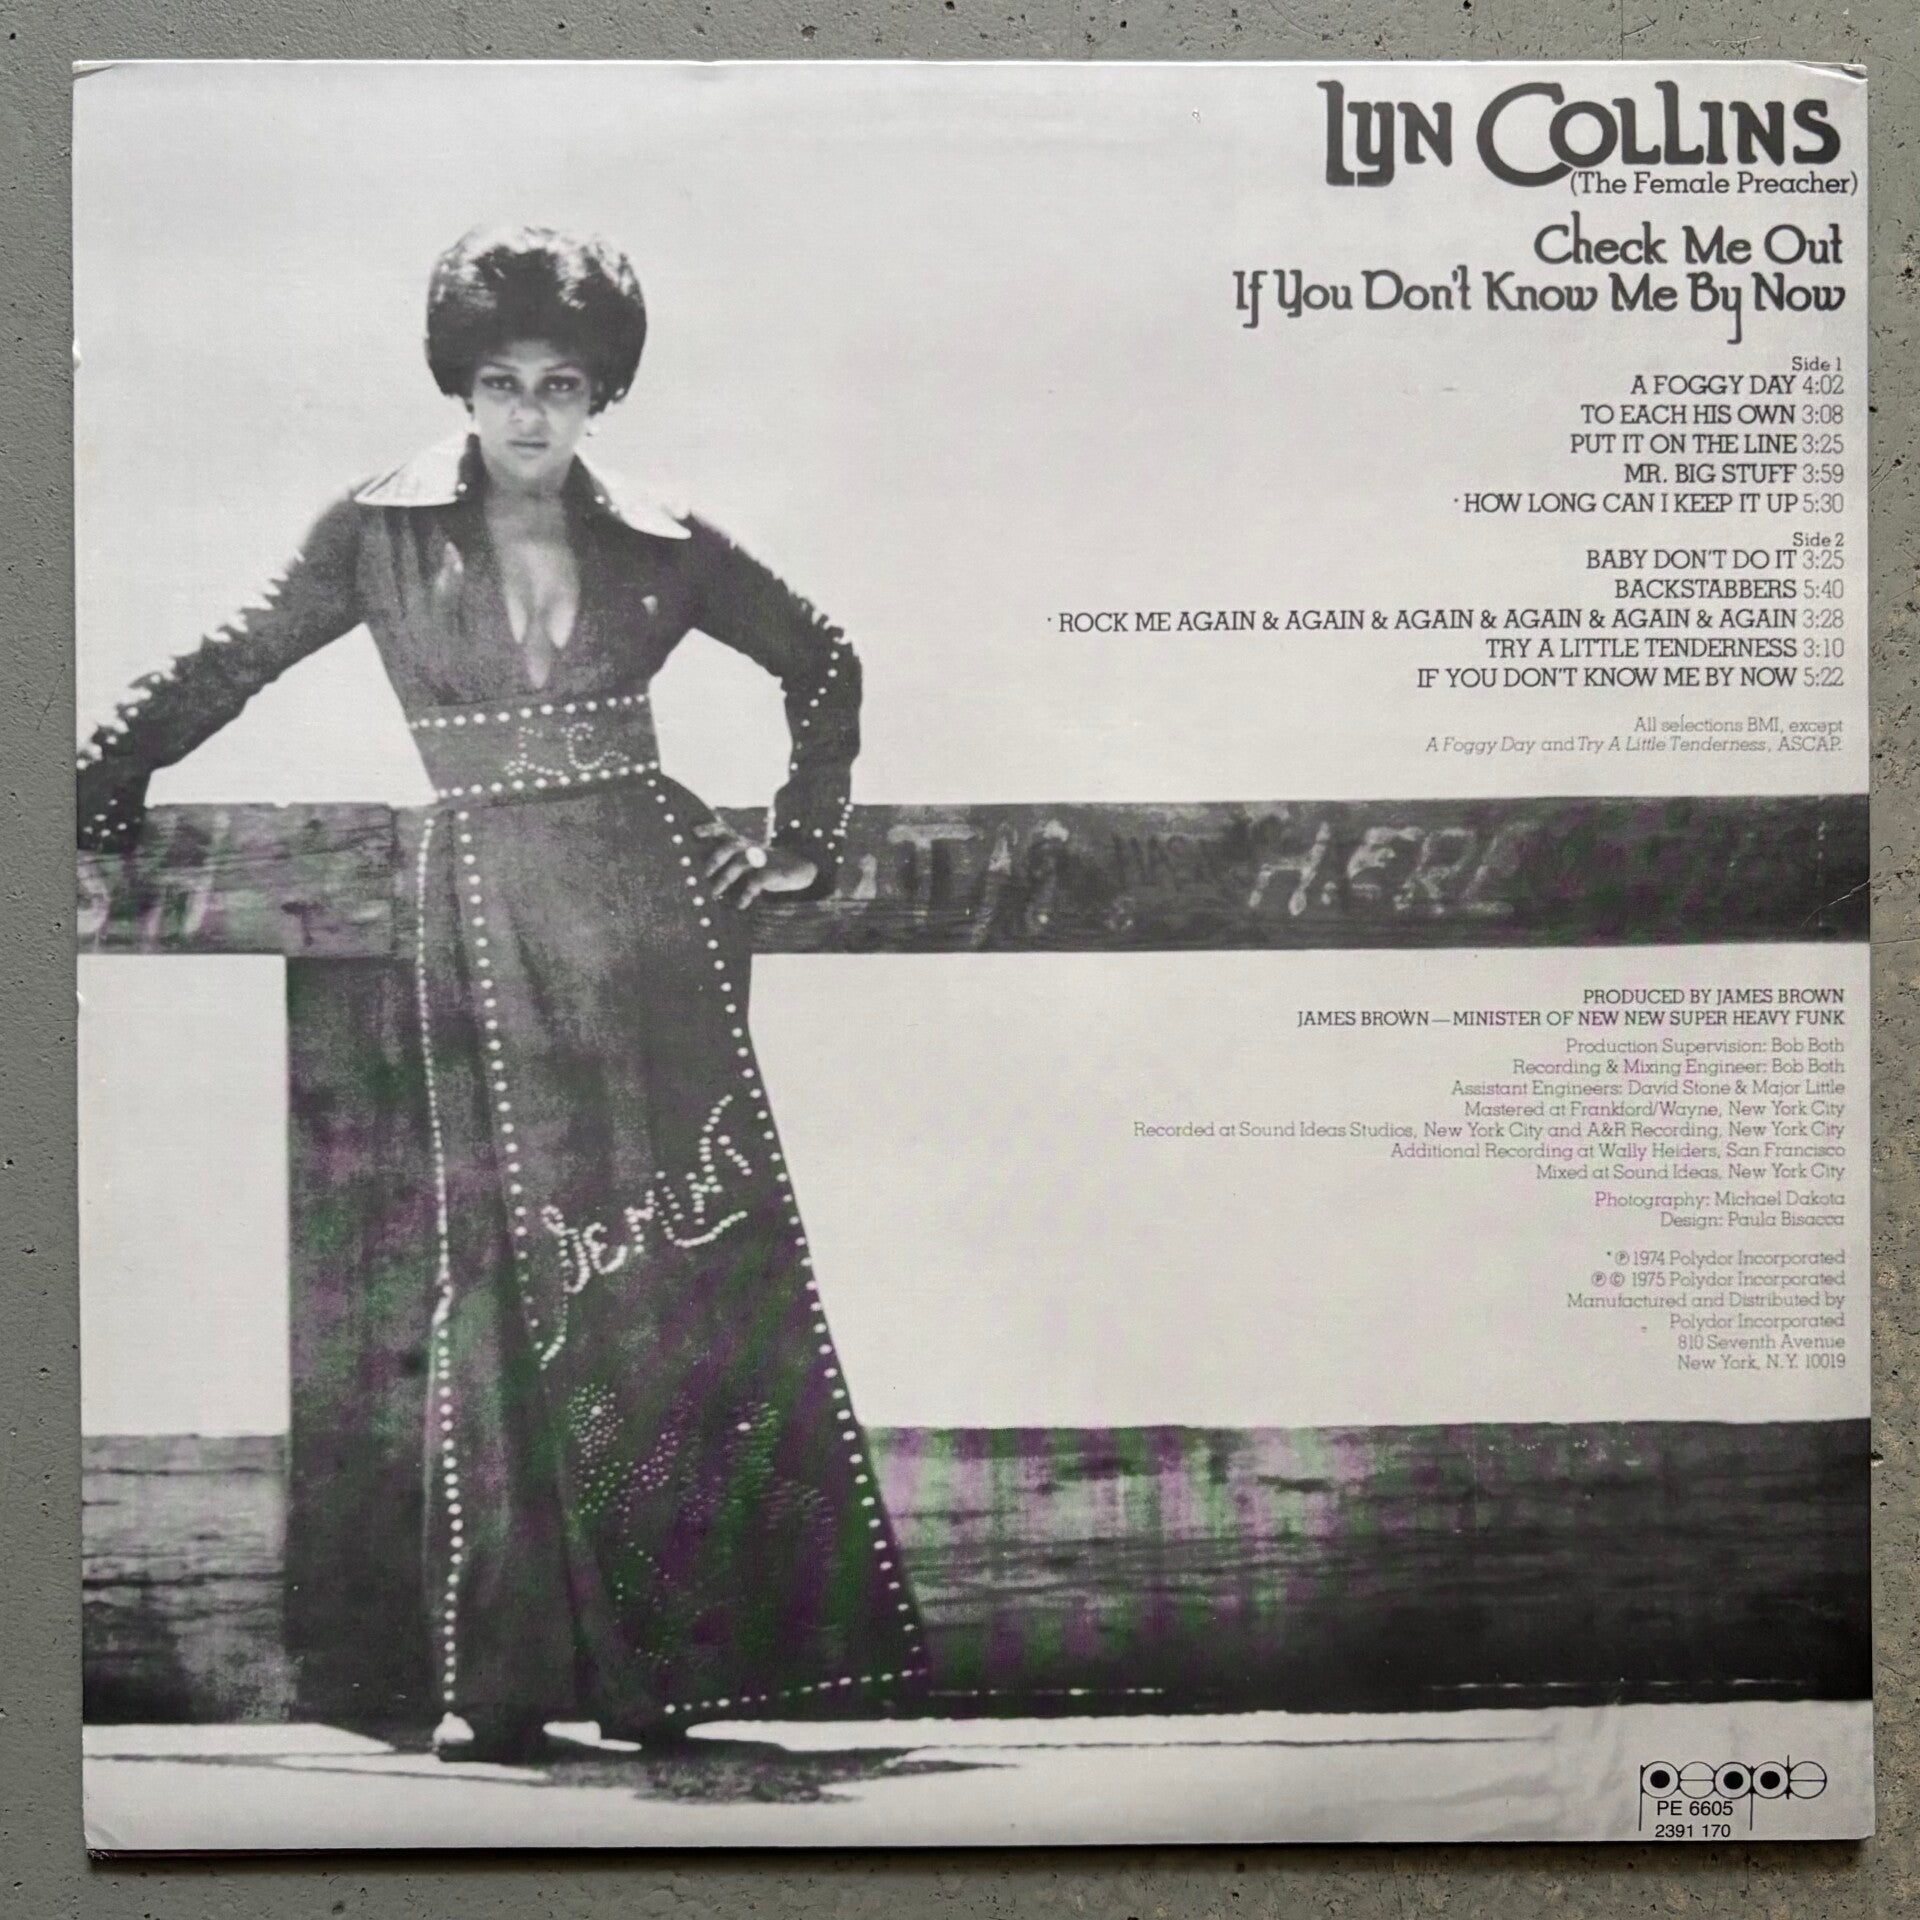 Lyn Collins
(The Female Preacher)
Check Me Out
If You Don't Know Me By Now
Side 1
A FOGGY DAY 4:02
TO EACH HIS OWN 3:08
PUT IT ON THE LINE 3:25
MR. BIG STUFF 3:59
• HOW LONG CAN I KEEP IT UP 5:30
Side 2
BABY DON'T DO IT 3:25
BACKSTABBERS 5:40
• ROCK ME AGAIN & AGAIN & AGAIN & AGAIN & AGAIN & AGAIN 3:28
TRY A LITTLE TENDERNESS 3:10
IF YOU DON'T KNOW ME BY NOW 5:22
All selections BMI, except
A Foggy Day and Try A Little Tenderness, ASCAP.
LC
HERE
PRODUCED BY JAMES BROWN
JAMES BROWN—MINISTER OF NEW NEW SUPER HEAVY FUNK
Production Supervision: Bob Both
Recording & Mixing Engineer: Bob Both
Assistant Engineers: David Stone & Major Little
Mastered at Frankford/Wayne, New York City
Recorded at Sound Ideas Studios, New York City and A&R Recording, New York City
Additional Recording at Wally Heiders, San Francisco
Mixed at Sound Ideas, New York City
Photography: Michael Dakota
Design: Paula Bisacca
• ℗ 1974 Polydor Incorporated
℗ © 1975 Polydor Incorporated
Manufactured and Distributed by
Polydor Incorporated
810 Seventh Avenue
New York, N.Y. 10019
people
PE 6605
2391 170